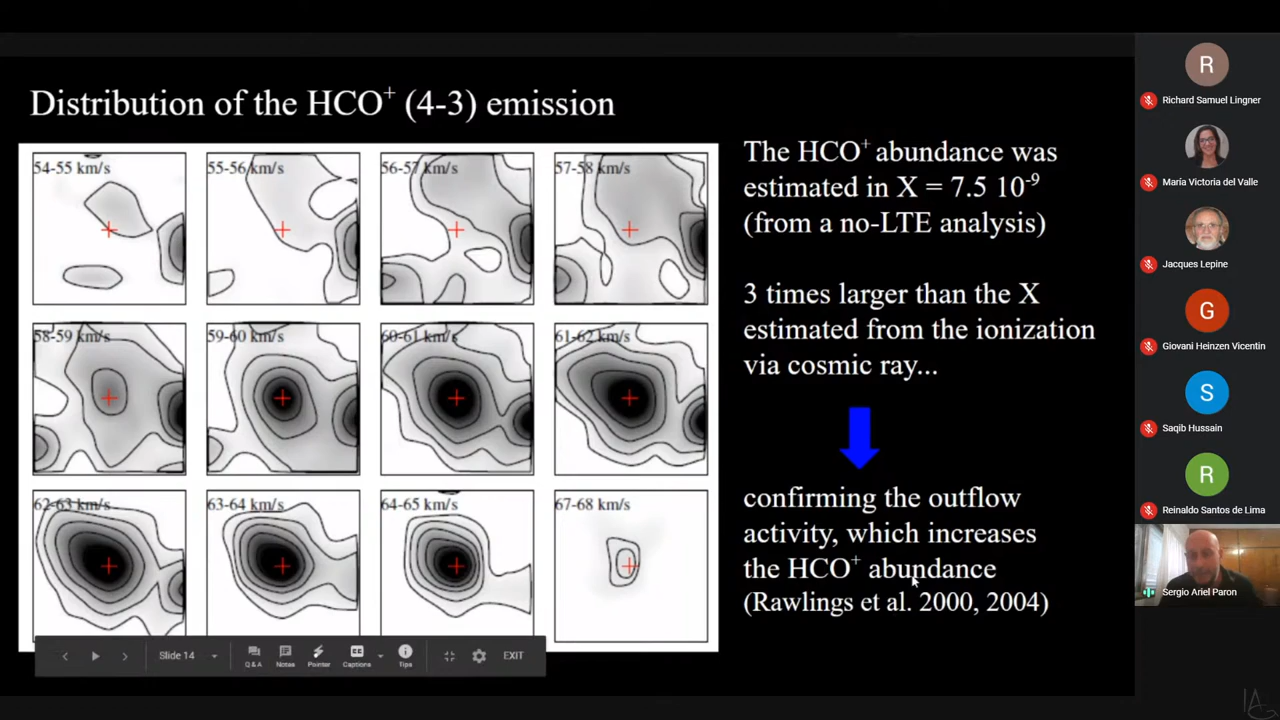 Distribution of the HCO+ (4-3) emission
54-55 km/s
55-56 km/s
56-57 km/s
57-58 km/s
58-59 km/s
59-60 km/s
60-61 km/s
61-62 km/s
62-63 km/s
63-64 km/s
64-65 km/s
67-68 km/s
The HCO+ abundance was
estimated in X = 7.5 10-9
(from a no-LTE analysis)
3 times larger than the X
estimated from the ionization
via cosmic ray...
confirming the outflow
activity, which increases
the HCO+ abundance
(Rawlings et al. 2000, 2004)
Slide 14
Q & A
Notes
Pointer
Captions
Tips
EXIT
R
Richard Samuel Lingner
María Victoria del Valle
Jacques Lepine
G
Giovani Heinzen Vicentin
S
Saqib Hussain
R
Reinaldo Santos de Lima
Sergio Ariel Paron